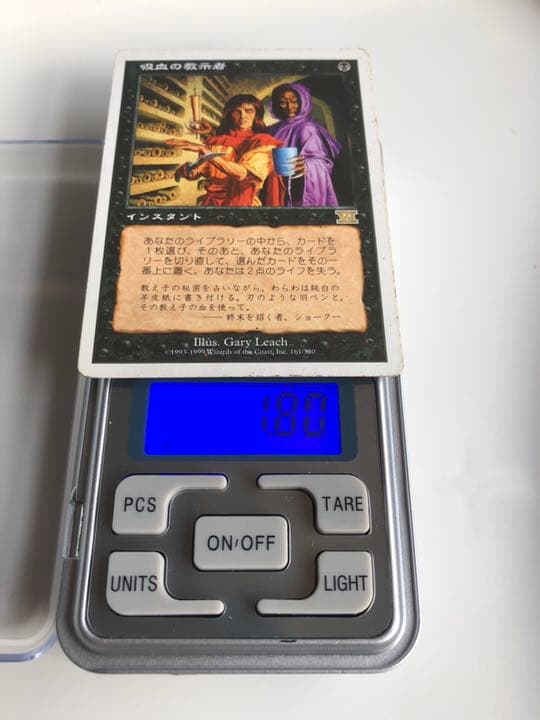 吸血の教示者
インスタント
VI
あなたのライブラリーの中から、カードを
1枚選び、そのあと、あなたのライブラ
リーを切り直して、選んだカードをその一
番上に置く。あなたは2点のライフを失う。
教え子の秘密を占いながら、わらわは純白の
羊皮紙に書き付ける。刃のような羽ペンと、
その教え子の血を使って。
――― 終末を招く者、ショークー
Illus. Gary Leach
©1993-1999 Wizards of the Coast, Inc. 161/350
1.80
PCS
TARE
ON/OFF
UNITS
LIGHT